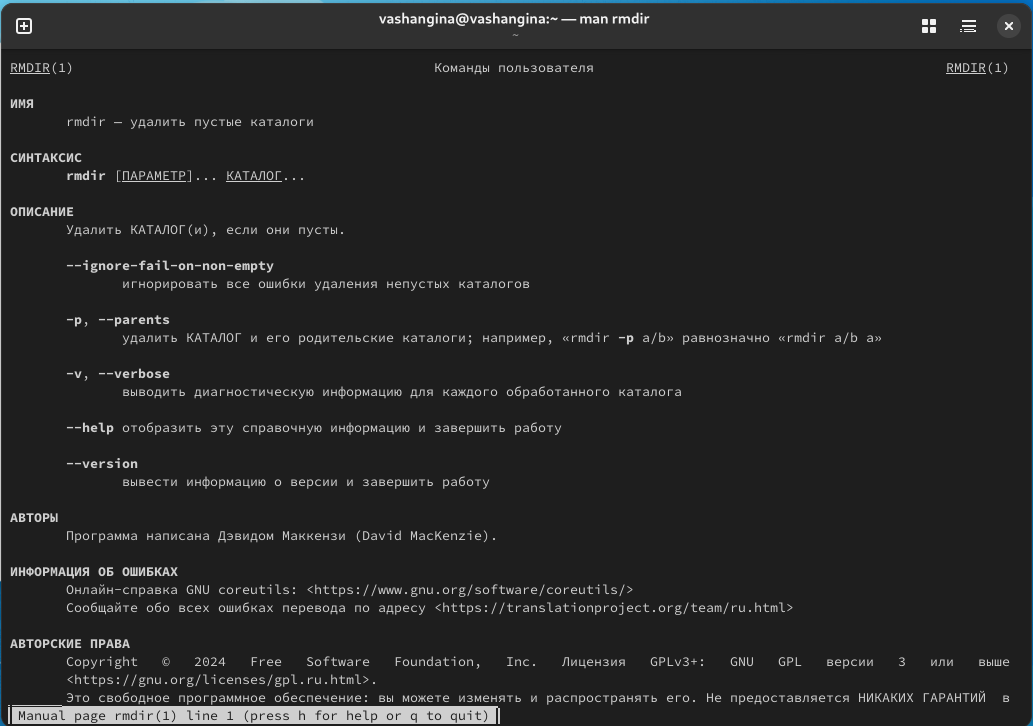 vashangina@vashangina:~ — man rmdir
~
RMDIR(1) Команды пользователя RMDIR(1)
ИМЯ
rmdir — удалить пустые каталоги
СИНТАКСИС
rmdir [ПАРАМЕТР]... КАТАЛОГ...
ОПИСАНИЕ
Удалить КАТАЛОГ(и), если они пусты.
--ignore-fail-on-non-empty
игнорировать все ошибки удаления непустых каталогов
-p, --parents
удалить КАТАЛОГ и его родительские каталоги; например, «rmdir -p a/b» равнозначно «rmdir a/b a»
-v, --verbose
выводить диагностическую информацию для каждого обработанного каталога
--help отобразить эту справочную информацию и завершить работу
--version
вывести информацию о версии и завершить работу
АВТОРЫ
Программа написана Дэвидом Маккензи (David MacKenzie).
ИНФОРМАЦИЯ ОБ ОШИБКАХ
Онлайн-справка GNU coreutils: <https://www.gnu.org/software/coreutils/>
Сообщайте обо всех ошибках перевода по адресу <https://translationproject.org/team/ru.html>
АВТОРСКИЕ ПРАВА
Copyright © 2024 Free Software Foundation, Inc. Лицензия GPLv3+: GNU GPL версии 3 или выше
<https://gnu.org/licenses/gpl.ru.html>.
Это свободное программное обеспечение: вы можете изменять и распространять его. Не предоставляется НИКАКИХ ГАРАНТИЙ в
Manual page rmdir(1) line 1 (press h for help or q to quit)